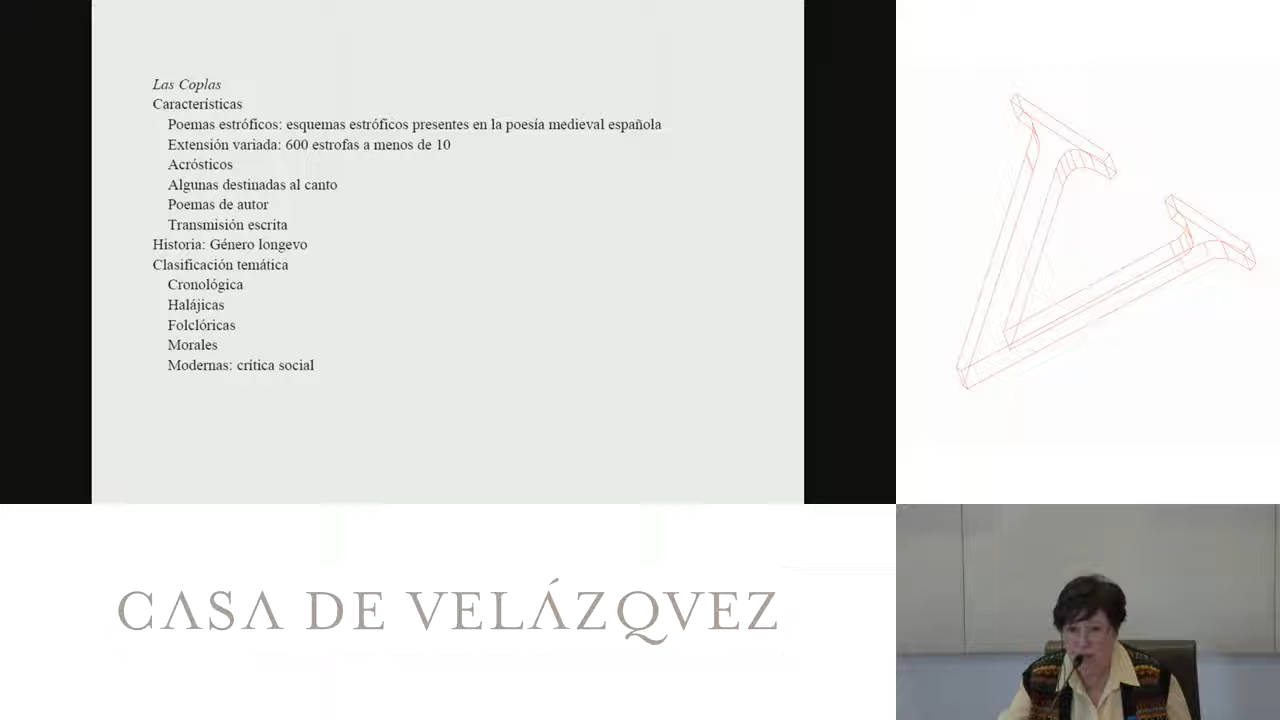 Las Coplas
Características
Poemas estróficos: esquemas estróficos presentes en la poesía medieval española
Extensión variada: 600 estrofas a menos de 10
Acrósticos
Algunas destinadas al canto
Poemas de autor
Transmisión escrita
Historia: Género longevo
Clasificación temática
Cronológica
Halájicas
Folclóricas
Morales
Modernas: crítica social
CASA DE VELÁZQVEZ